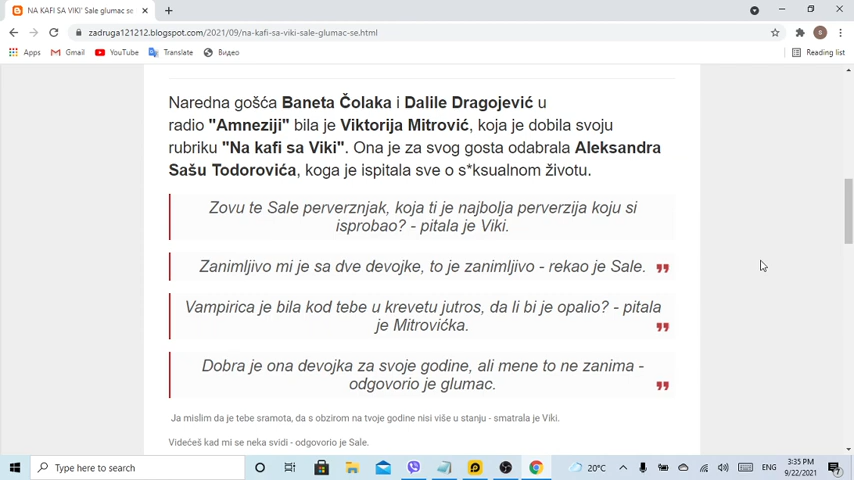 NA KAFI SA VIKI' Sale glumac se
zadruga121212.blogspot.com/2021/09/na-kafi-sa-viki-sale-glumac-se.html
B
Apps Gmail YouTube Translate Видео Reading list
Naredna gošća Baneta Čolaka i Dalile Dragojević u
radio "Amneziji" bila je Viktorija Mitrović, koja je dobila svoju
rubriku "Na kafi sa Viki". Ona je za svog gosta odabrala Aleksandra
Sašu Todorovića, koga je ispitala sve o s*ksualnom životu.
Zovu te Sale perverznjak, koja ti je najbolja perverzija koju si
isprobao? - pitala je Viki.
Zanimljivo mi je sa dve devojke, to je zanimljivo - rekao je Sale.
Vampirica je bila kod tebe u krevetu jutros, da li bi je opalio? - pitala
je Mitrovićka.
Dobra je ona devojka za svoje godine, ali mene to ne zanima -
odgovorio je glumac.
Ja mislim da je tebe sramota, da s obzirom na tvoje godine nisi više u stanju - smatrala je Viki.
Videćeš kad mi se neka svidi - odgovorio je Sale.
Type here to search
20°C
ENG
3:35 PM
9/22/2021